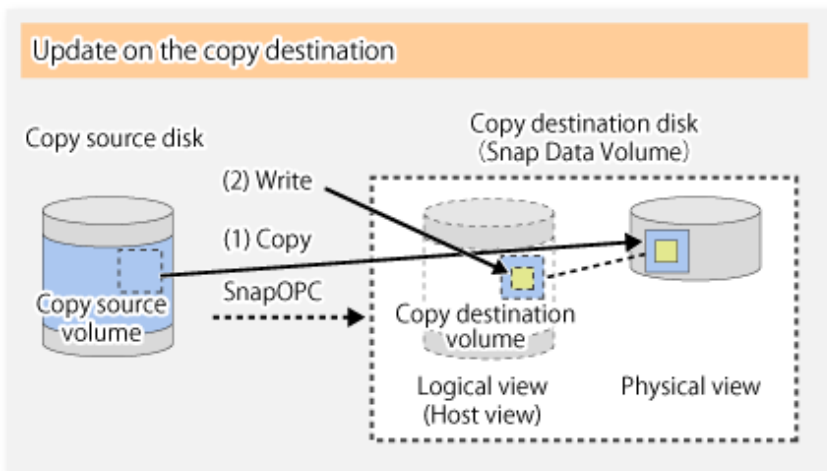 Update on the copy destination
Copy source disk
Copy destination disk
(Snap Data Volume)
(2) Write
(1) Copy
SnapOPC
Copy source
volume
Copy destination
volume
Logical view
(Host view)
Physical view